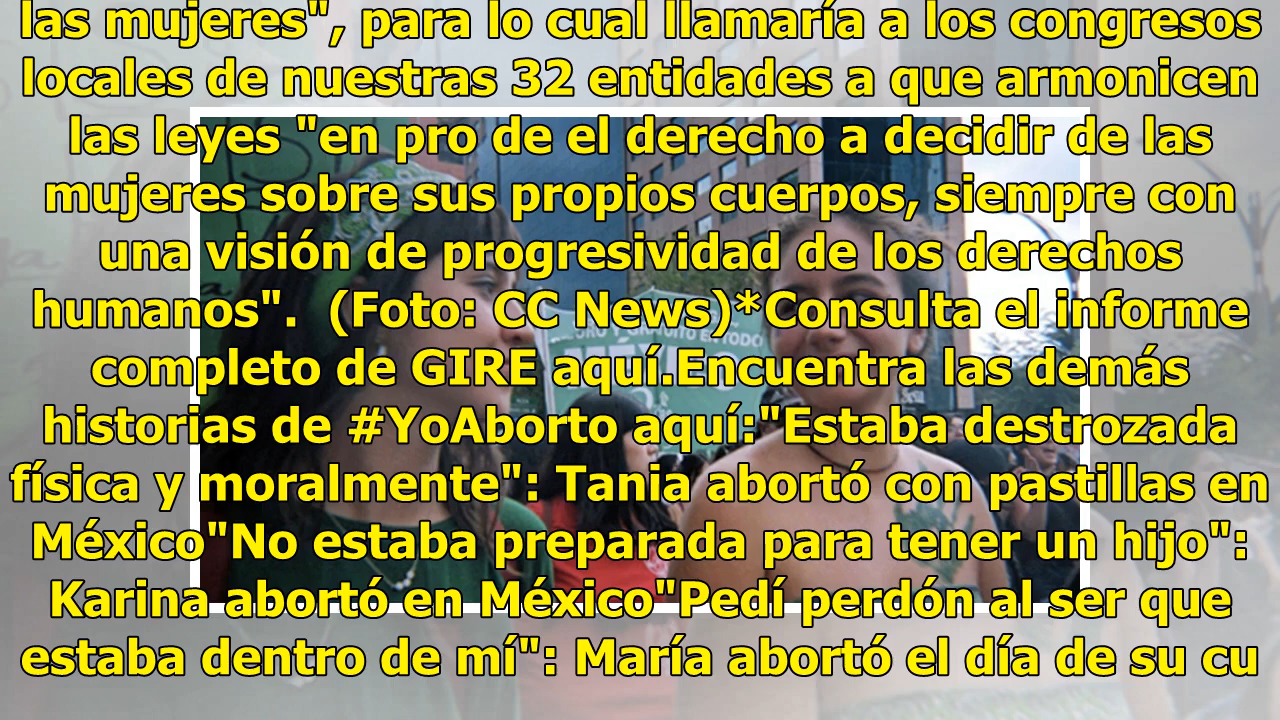 las mujeres", para lo cual llamaría a los congresos
locales de nuestras 32 entidades a que armonicen
las leyes "en pro de el derecho a decidir de las
mujeres sobre sus propios cuerpos, siempre con
una visión de progresividad de los derechos
humanos".  (Foto: CC News)*Consulta el informe
completo de GIRE aquí.Encuentra las demás
historias de #YoAborto aquí:"Estaba destrozada
física y moralmente": Tania abortó con pastillas en
México"No estaba preparada para tener un hijo":
Karina abortó en México"Pedí perdón al ser que
estaba dentro de mí": María abortó el día de su cu